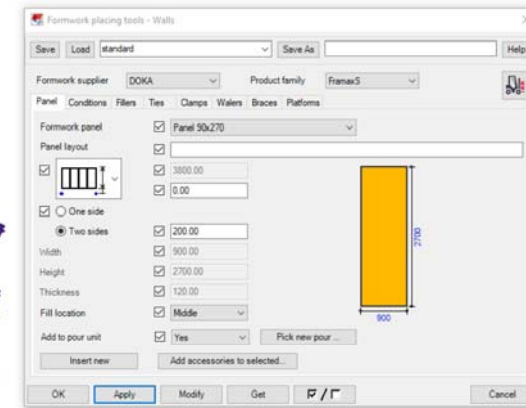 Formwork placing tools - Walls
Save Load standard Save As Help
Formwork supplier DOKA Product family FramaxS
Panel Conditions Fillers Ties Clamps Walers Braces Platforms
Formwork panel Panel 90x270
Panel layout
3800.00
0.00
One side
Two sides 200.00
Width 900.00
Height 2700.00
Thickness 120.00
Fill location Middle
Add to pour unit Yes Pick new pour ...
Insert new Add accessories to selected...
2700
900
OK Apply Modify Get / Cancel